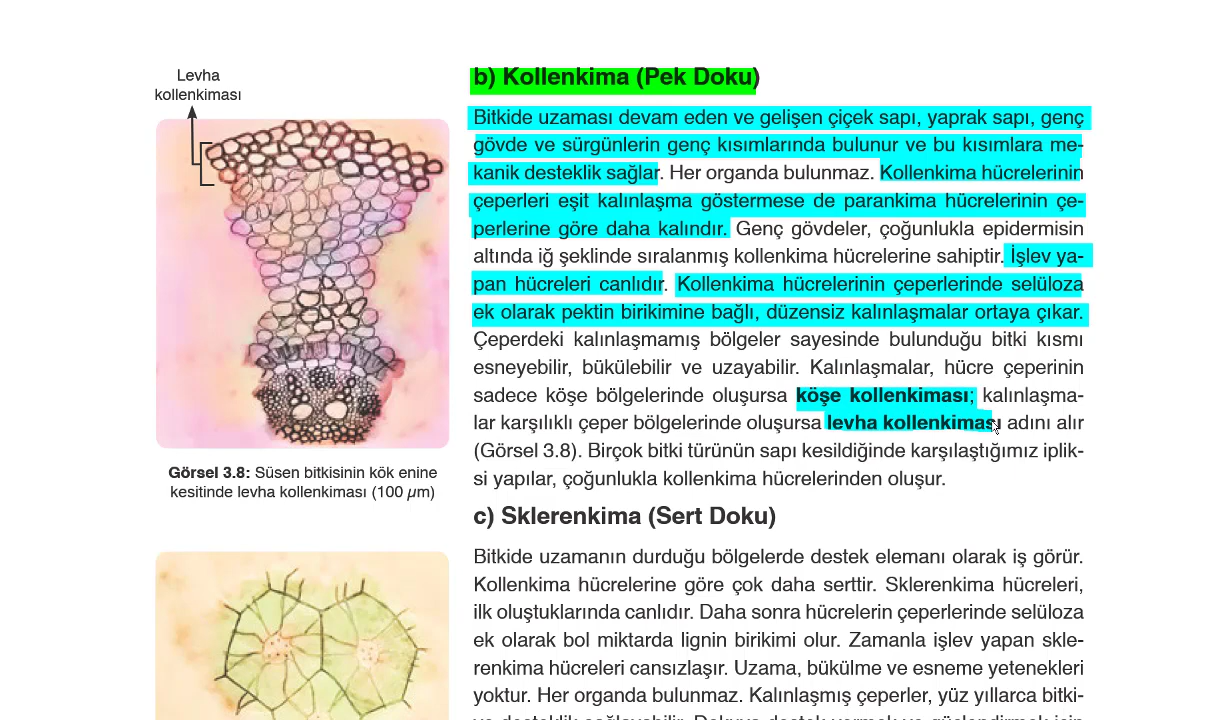 Levha
kollenkiması
Görsel 3.8: Süsen bitkisinin kök enine
kesitinde levha kollenkiması (100 µm)
b) Kollenkima (Pek Doku)
Bitkide uzaması devam eden ve gelişen çiçek sapı, yaprak sapı, genç
gövde ve sürgünlerin genç kısımlarında bulunur ve bu kısımlara me-
kanik desteklik sağlar. Her organda bulunmaz. Kollenkima hücrelerinin
çeperleri eşit kalınlaşma göstermese de parankima hücrelerinin çe-
perlerine göre daha kalındır. Genç gövdeler, çoğunlukla epidermisin
altında iğ şeklinde sıralanmış kollenkima hücrelerine sahiptir. İşlev ya-
pan hücreleri canlıdır. Kollenkima hücrelerinin çeperlerinde selüloza
ek olarak pektin birikimine bağlı, düzensiz kalınlaşmalar ortaya çıkar.
Çeperdeki kalınlaşmamış bölgeler sayesinde bulunduğu bitki kısmı
esneyebilir, bükülebilir ve uzayabilir. Kalınlaşmalar, hücre çeperinin
sadece köşe bölgelerinde oluşursa köşe kollenkiması; kalınlaşma-
lar karşılıklı çeper bölgelerinde oluşursa levha kollenkiması adını alır
(Görsel 3.8). Birçok bitki türünün sapı kesildiğinde karşılaştığımız iplik-
si yapılar, çoğunlukla kollenkima hücrelerinden oluşur.
c) Sklerenkima (Sert Doku)
Bitkide uzamanın durduğu bölgelerde destek elemanı olarak iş görür.
Kollenkima hücrelerine göre çok daha serttir. Sklerenkima hücreleri,
ilk oluştuklarında canlıdır. Daha sonra hücrelerin çeperlerinde selüloza
ek olarak bol miktarda lignin birikimi olur. Zamanla işlev yapan skle-
renkima hücreleri cansızlaşır. Uzama, bükülme ve esneme yetenekleri
yoktur. Her organda bulunmaz. Kalınlaşmış çeperler, yüz yıllarca bitki-